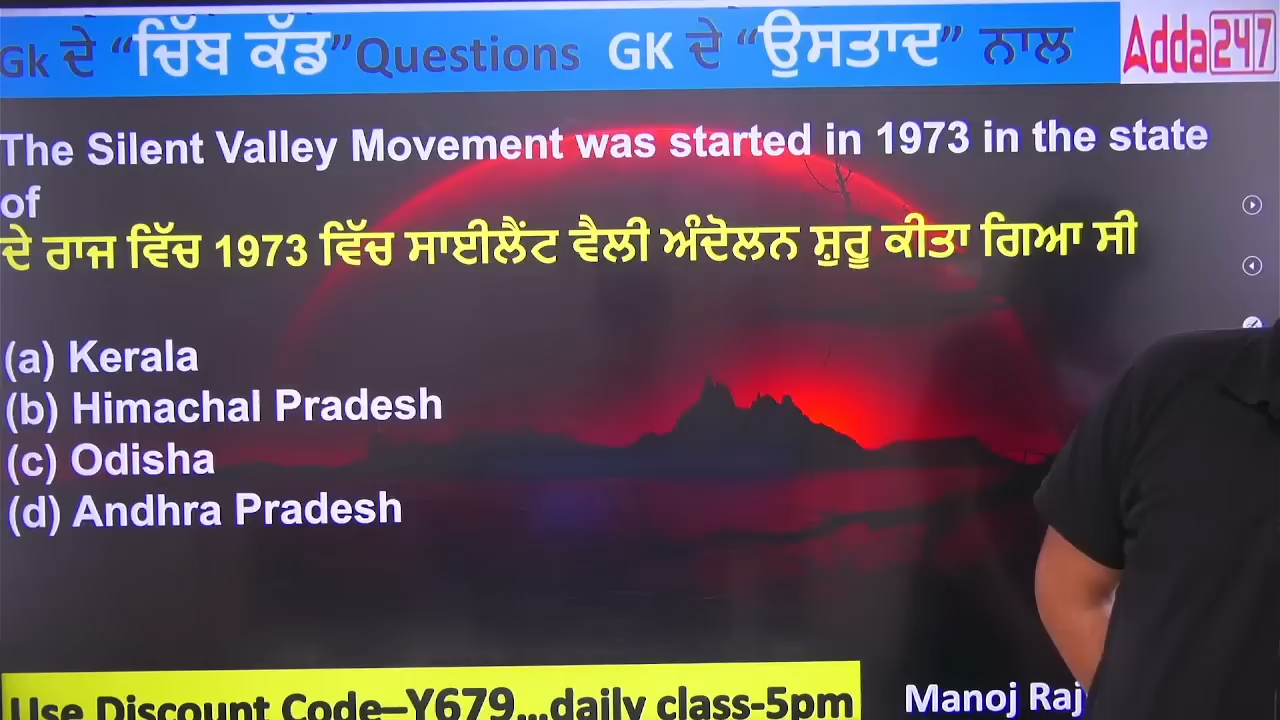 Gk ਦੇ “ਚਿੱਬ ਕੱਡ”Questions GK ਦੇ “ਉਸਤਾਦ” ਨਾਲ
Adda247
The Silent Valley Movement was started in 1973 in the state
of
ਦੇ ਰਾਜ ਵਿੱਚ 1973 ਵਿੱਚ ਸਾਈਲੈਂਟ ਵੈਲੀ ਅੰਦੋਲਨ ਸ਼ੁਰੂ ਕੀਤਾ ਗਿਆ ਸੀ
(a) Kerala
(b) Himachal Pradesh
(c) Odisha
(d) Andhra Pradesh
Use Discount Code–Y679...daily class-5pm
Manoj Raj